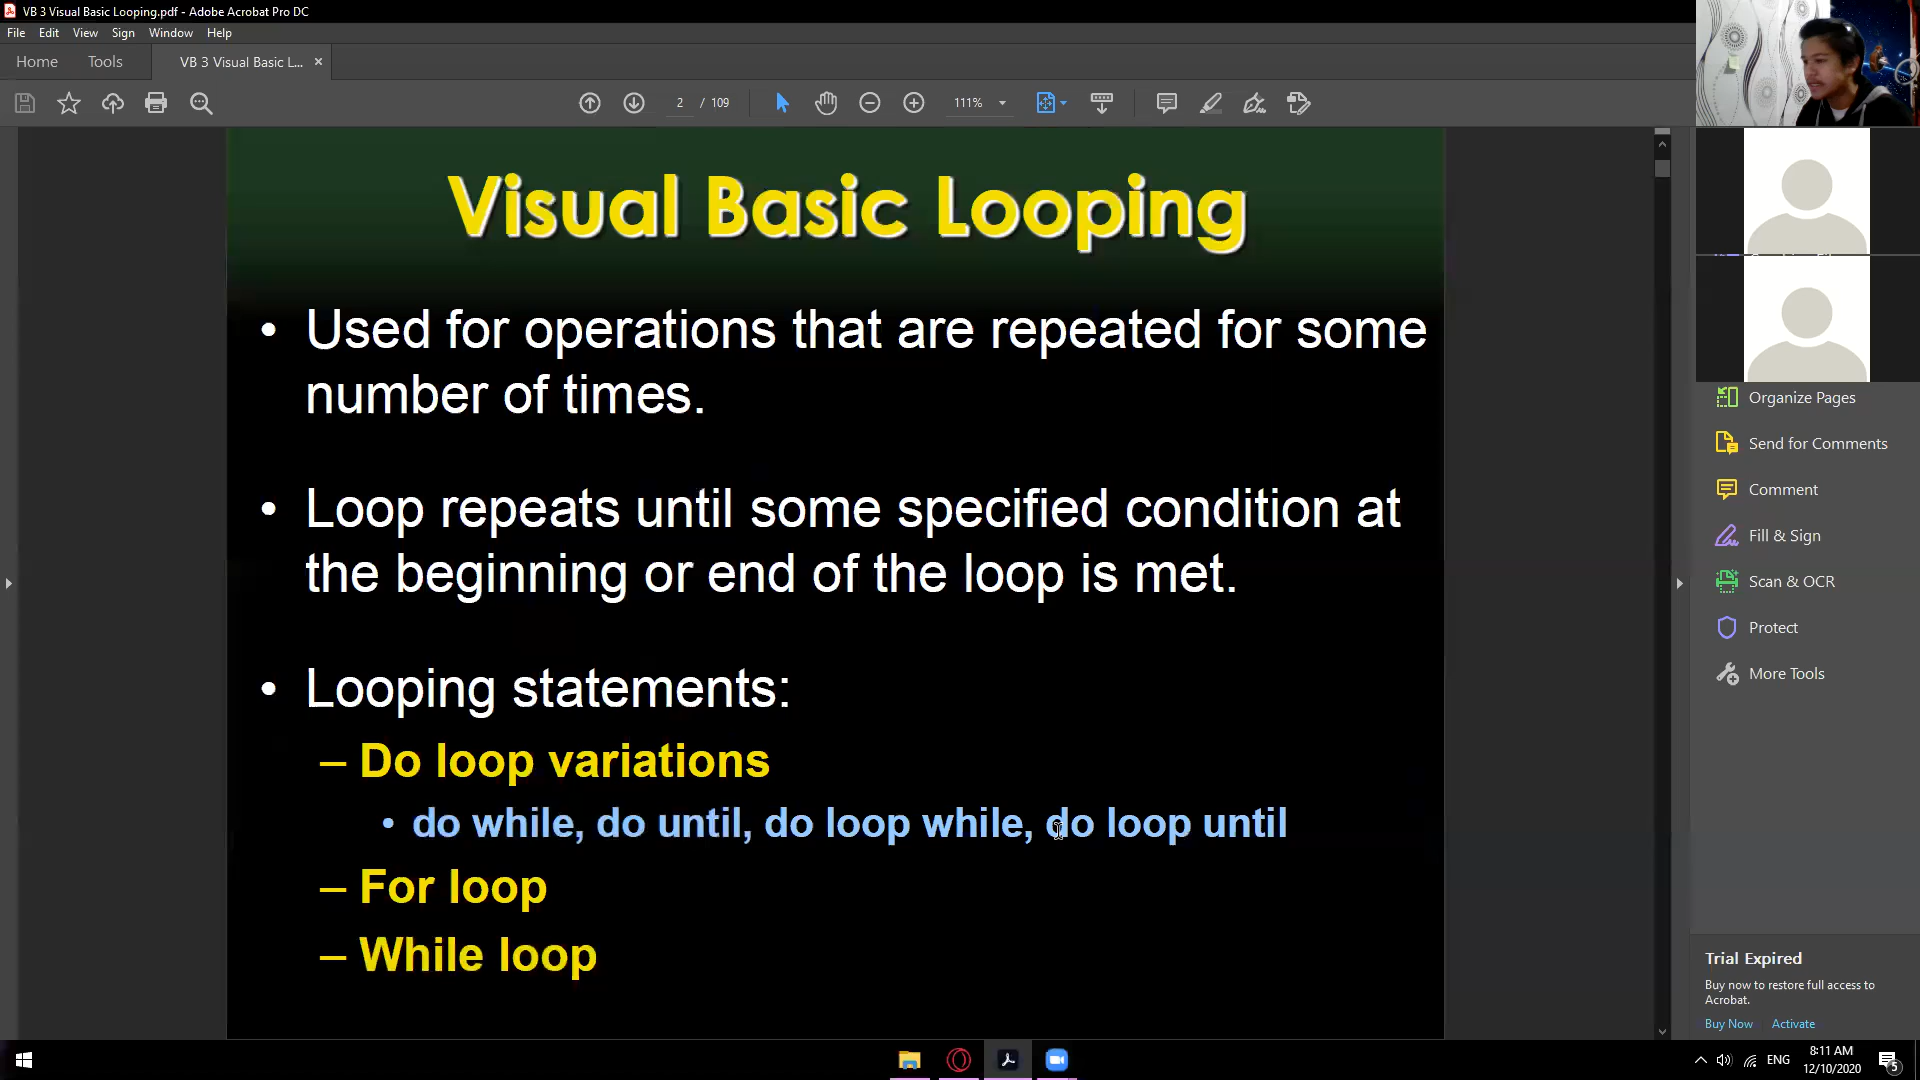 VB 3 Visual Basic Looping.pdf - Adobe Acrobat Pro DC
File Edit View Sign Window Help
Home Tools VB 3 Visual Basic L... ×
2 / 109 111%
Visual Basic Looping
• Used for operations that are repeated for some
number of times.
• Loop repeats until some specified condition at
the beginning or end of the loop is met.
• Looping statements:
– Do loop variations
• do while, do until, do loop while, do loop until
– For loop
– While loop
Organize Pages
Send for Comments
Comment
Fill & Sign
Scan & OCR
Protect
More Tools
Trial Expired
Buy now to restore full access to
Acrobat.
Buy Now Activate
ENG
8:11 AM
12/10/2020
5